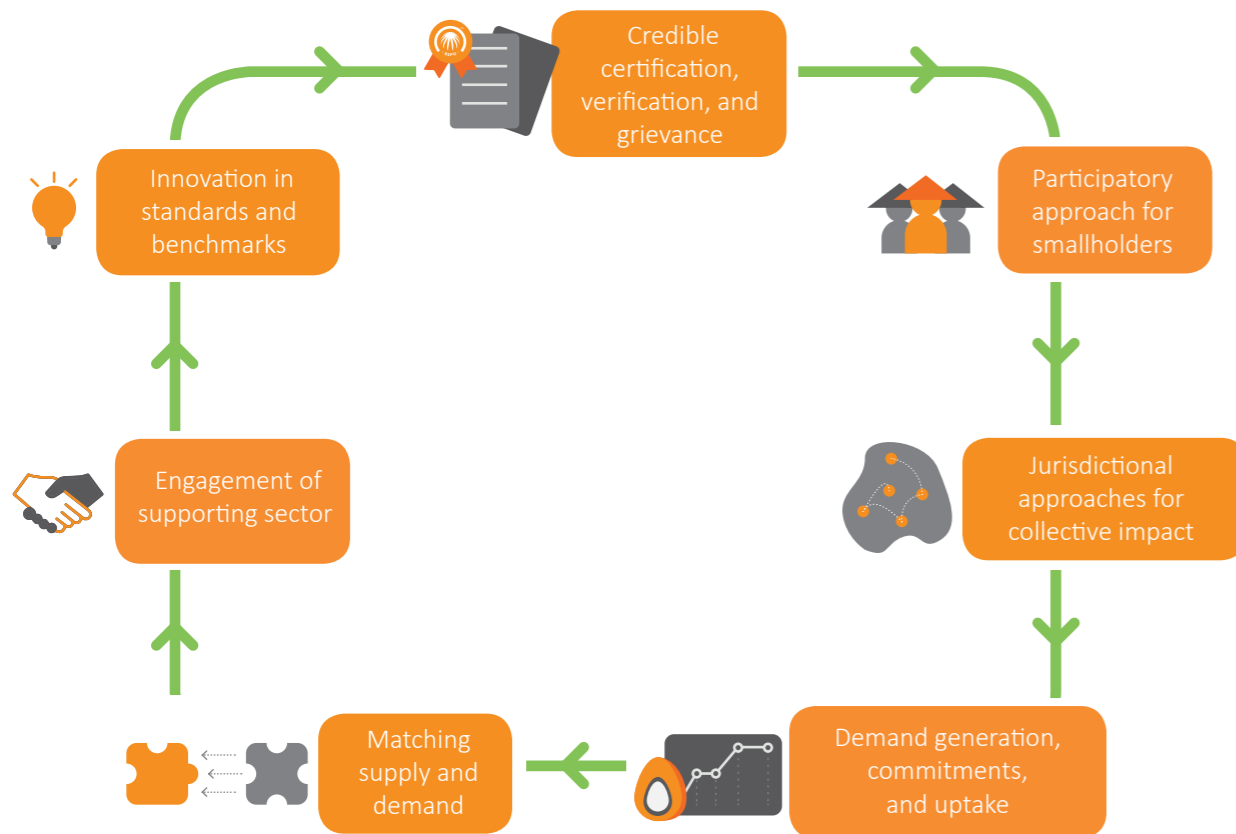 Credible
certification,
verification, and
grievance
Innovation in
standards and
benchmarks
Participatory
approach for
smallholders
Engagement of
supporting sector
Jurisdictional
approaches for
collective impact
Matching
supply and
demand
Demand generation,
commitments,
and uptake